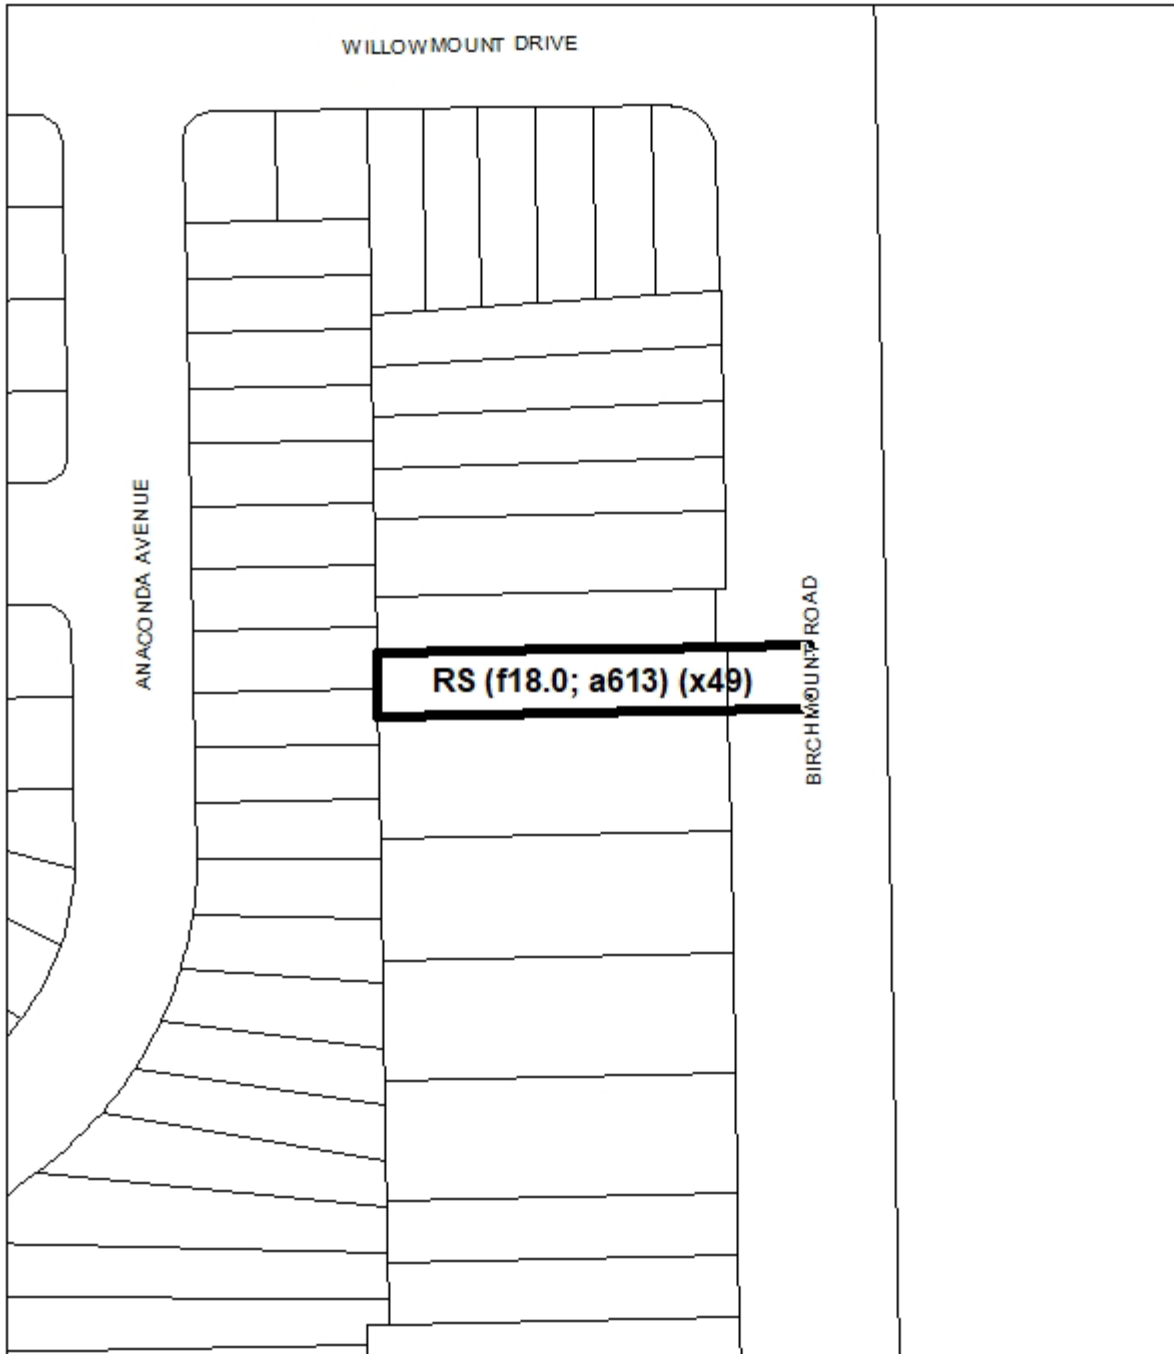 WILLOWMOUNT DRIVE
ANACONDA AVENUE
RS (f18.0; a613) (x49)
BIRCHMOUNT ROAD